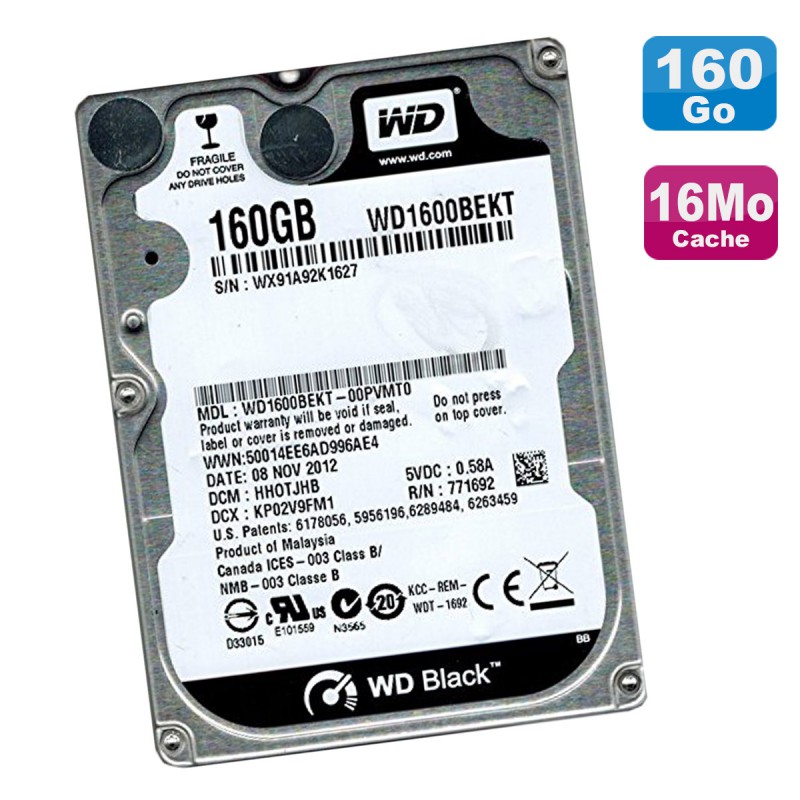 160
Go
16Mo
Cache
WD
www.wd.com
FRAGILE
DO NOT COVER
ANY DRIVE HOLES
160GB WD1600BEKT
S/N : WX91A92K1627
MDL : WD1600BEKT-00PVMT0
Product warranty will be void if seal,
label or cover is removed or damaged.
Do not press
on top cover.
WWN:50014EE6AD996AE4
DATE: 08 NOV 2012
DCM : HHOTJHB
DCX : KP02V9FM1
5VDC : 0.58A
R/N : 771692
U.S. Patents: 6178056, 5956196,6289484, 6263459
Product of Malaysia
Canada ICES-003 Class B/
NMB-003 Classe B
D33015
c RU US
E101559
N3565
20
KCC-REM-
WDT-1692
CE
BB
WD Black™